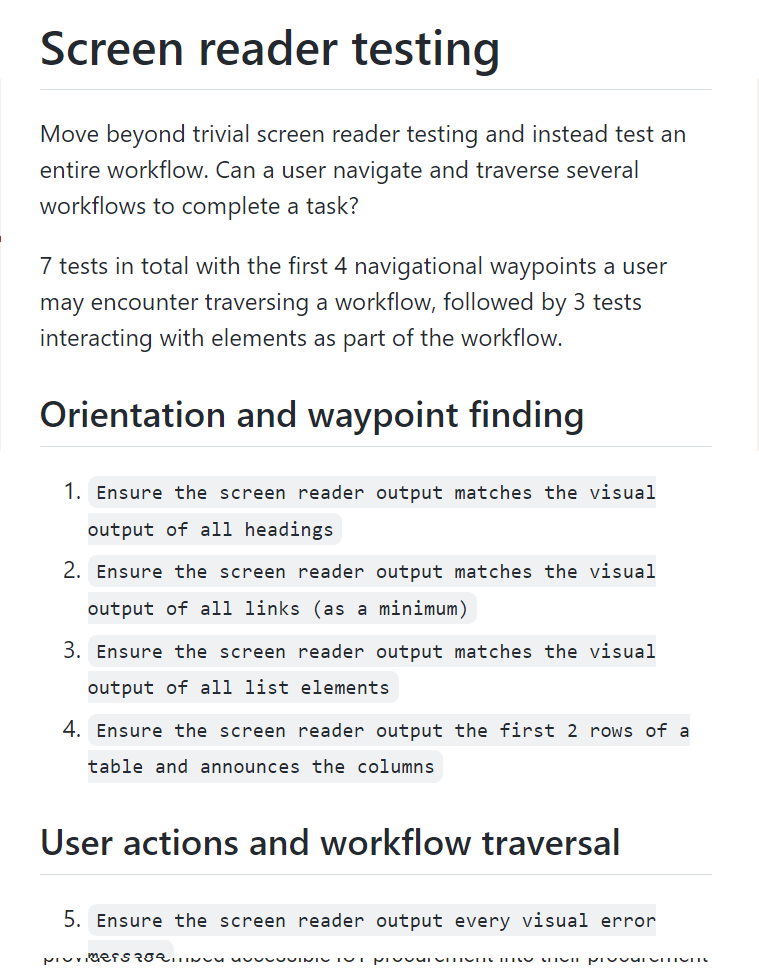 Screen reader testing
Move beyond trivial screen reader testing and instead test an
entire workflow. Can a user navigate and traverse several
workflows to complete a task?
7 tests in total with the first 4 navigational waypoints a user
may encounter traversing a workflow, followed by 3 tests
interacting with elements as part of the workflow.
Orientation and waypoint finding
1. Ensure the screen reader output matches the visual
output of all headings
2. Ensure the screen reader output matches the visual
output of all links (as a minimum)
3. Ensure the screen reader output matches the visual
output of all list elements
4. Ensure the screen reader output the first 2 rows of a
table and announces the columns
User actions and workflow traversal
5. Ensure the screen reader output every visual error
message
accessible procurement into their procurement